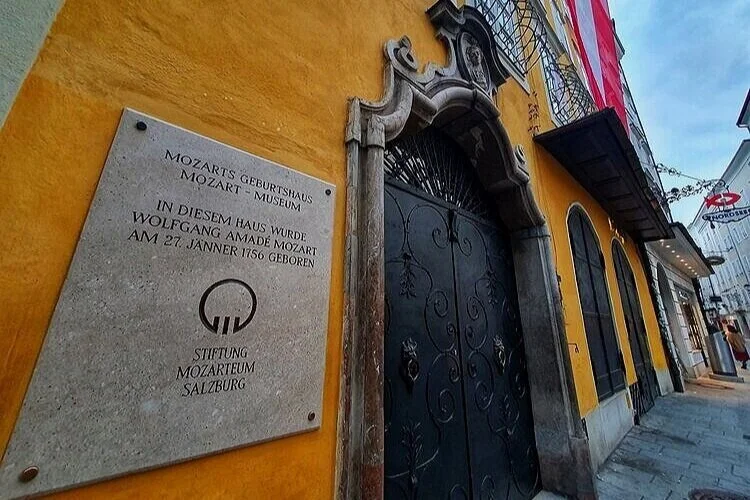 MOZARTS GEBURTSHAUS
MOZART - MUSEUM
IN DIESEM HAUS WURDE
WOLFGANG AMADÉ MOZART
AM 27. JÄNNER 1756 GEBOREN
STIFTUNG
MOZARTEUM
SALZBURG
NORDSEE